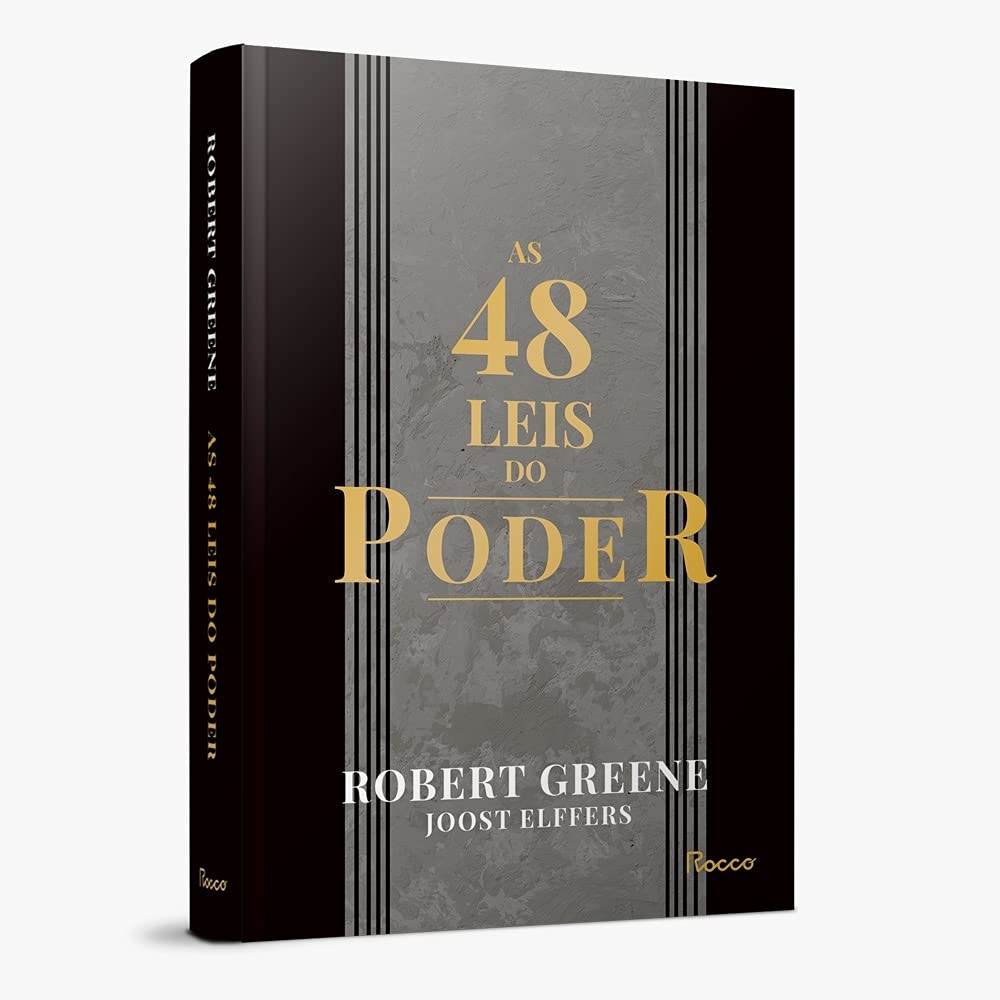 ROBERT GREENE AS 48 LEIS DO PODER
Rocco
AS
48
LEIS
DO
PODER
ROBERT GREENE
JOOST ELFFERS
Rocco